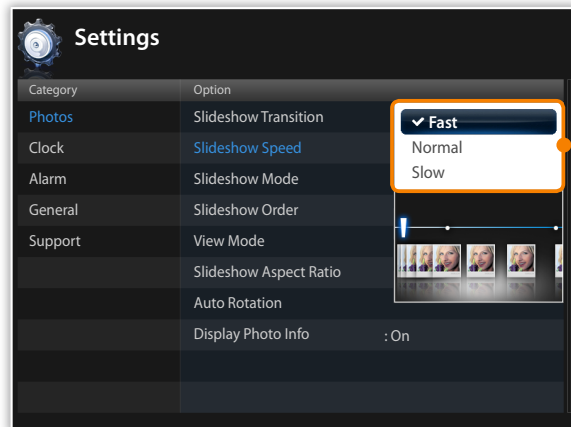 Settings
Category Option
Photos Slideshow Transition
✔ Fast
Clock Slideshow Speed
Normal
Alarm Slideshow Mode
Slow
General Slideshow Order
Support View Mode
Slideshow Aspect Ratio
Auto Rotation
Display Photo Info : On